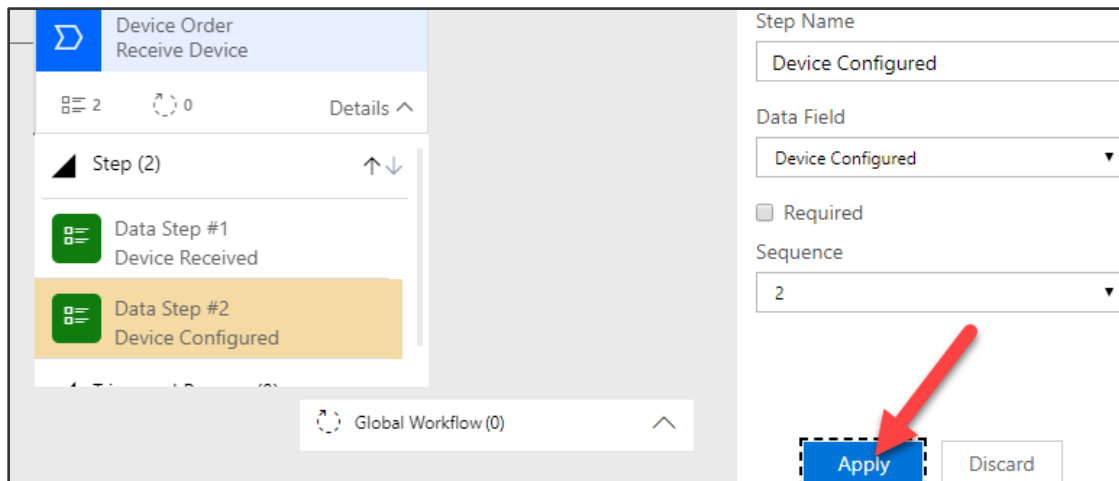 Device Order
Receive Device
2
0
Details
Step (2)
Data Step #1
Device Received
Data Step #2
Device Configured
Global Workflow (0)
Step Name
Device Configured
Data Field
Device Configured
Required
Sequence
2
Apply
Discard